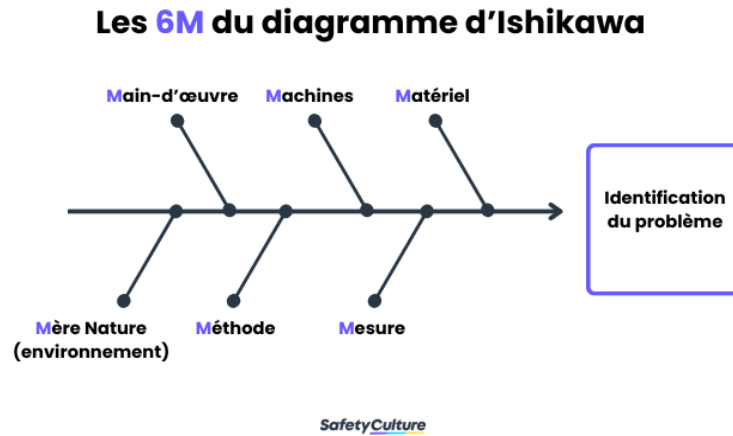 Les 6M du diagramme d’Ishikawa
Main-d’œuvre
Machines
Matériel
Identification
du problème
Mère Nature
(environnement)
Méthode
Mesure
SafetyCulture